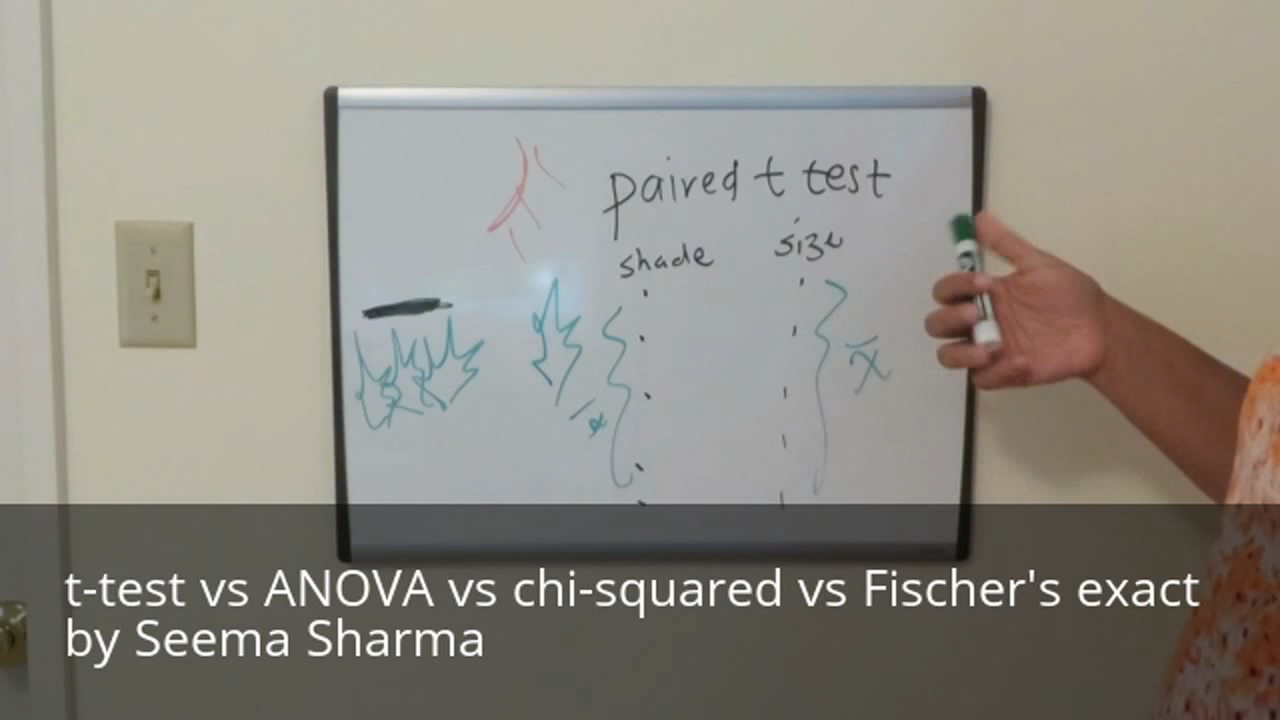 paired t test
shade size
x̄
x̄
t-test vs ANOVA vs chi-squared vs Fischer's exact
by Seema Sharma